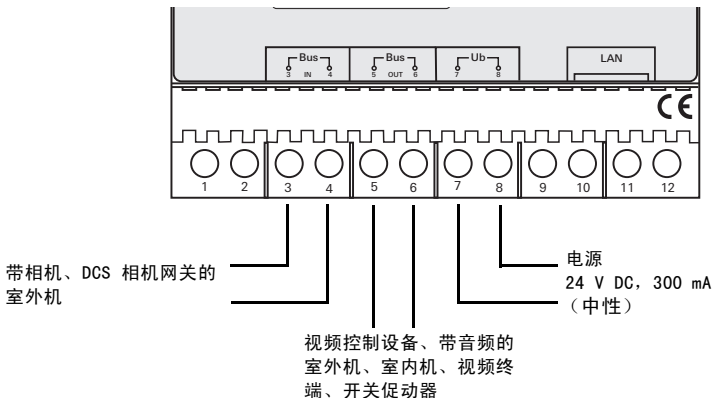 Bus Bus Ub LAN
3 IN 4 5 OUT 6 7 8
CE
1 2 3 4 5 6 7 8 9 10 11 12
带相机、DCS 相机网关的
室外机
电源
24 V DC，300 mA
（中性）
视频控制设备、带音频的
室外机、室内机、视频终
端、开关促动器